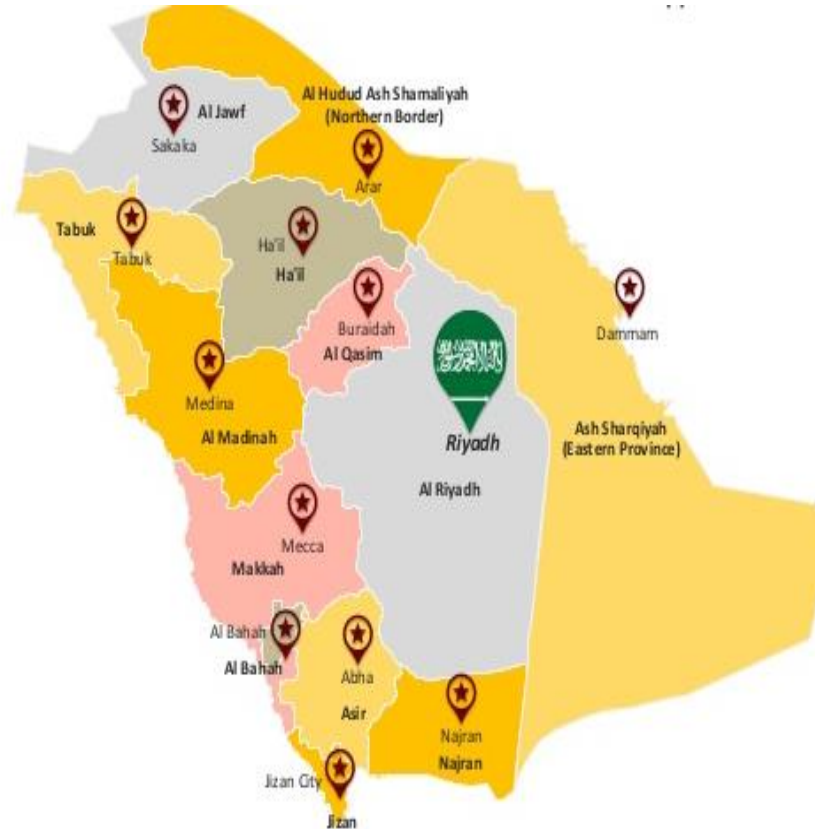 Al Jawf
Sakaka
Al Hudud Ash Shamaliyah
(Northern Border)
Arar
Tabuk
Tabuk
Ha'il
Ha'il
Buraidah
Al Qasim
Dammam
Medina
Al Madinah
Riyadh
Al Riyadh
Ash Sharqiyah
(Eastern Province)
Mecca
Makkah
Al Bahah
Al Bahah
Abha
Asir
Najran
Najran
Jizan City
Jizan